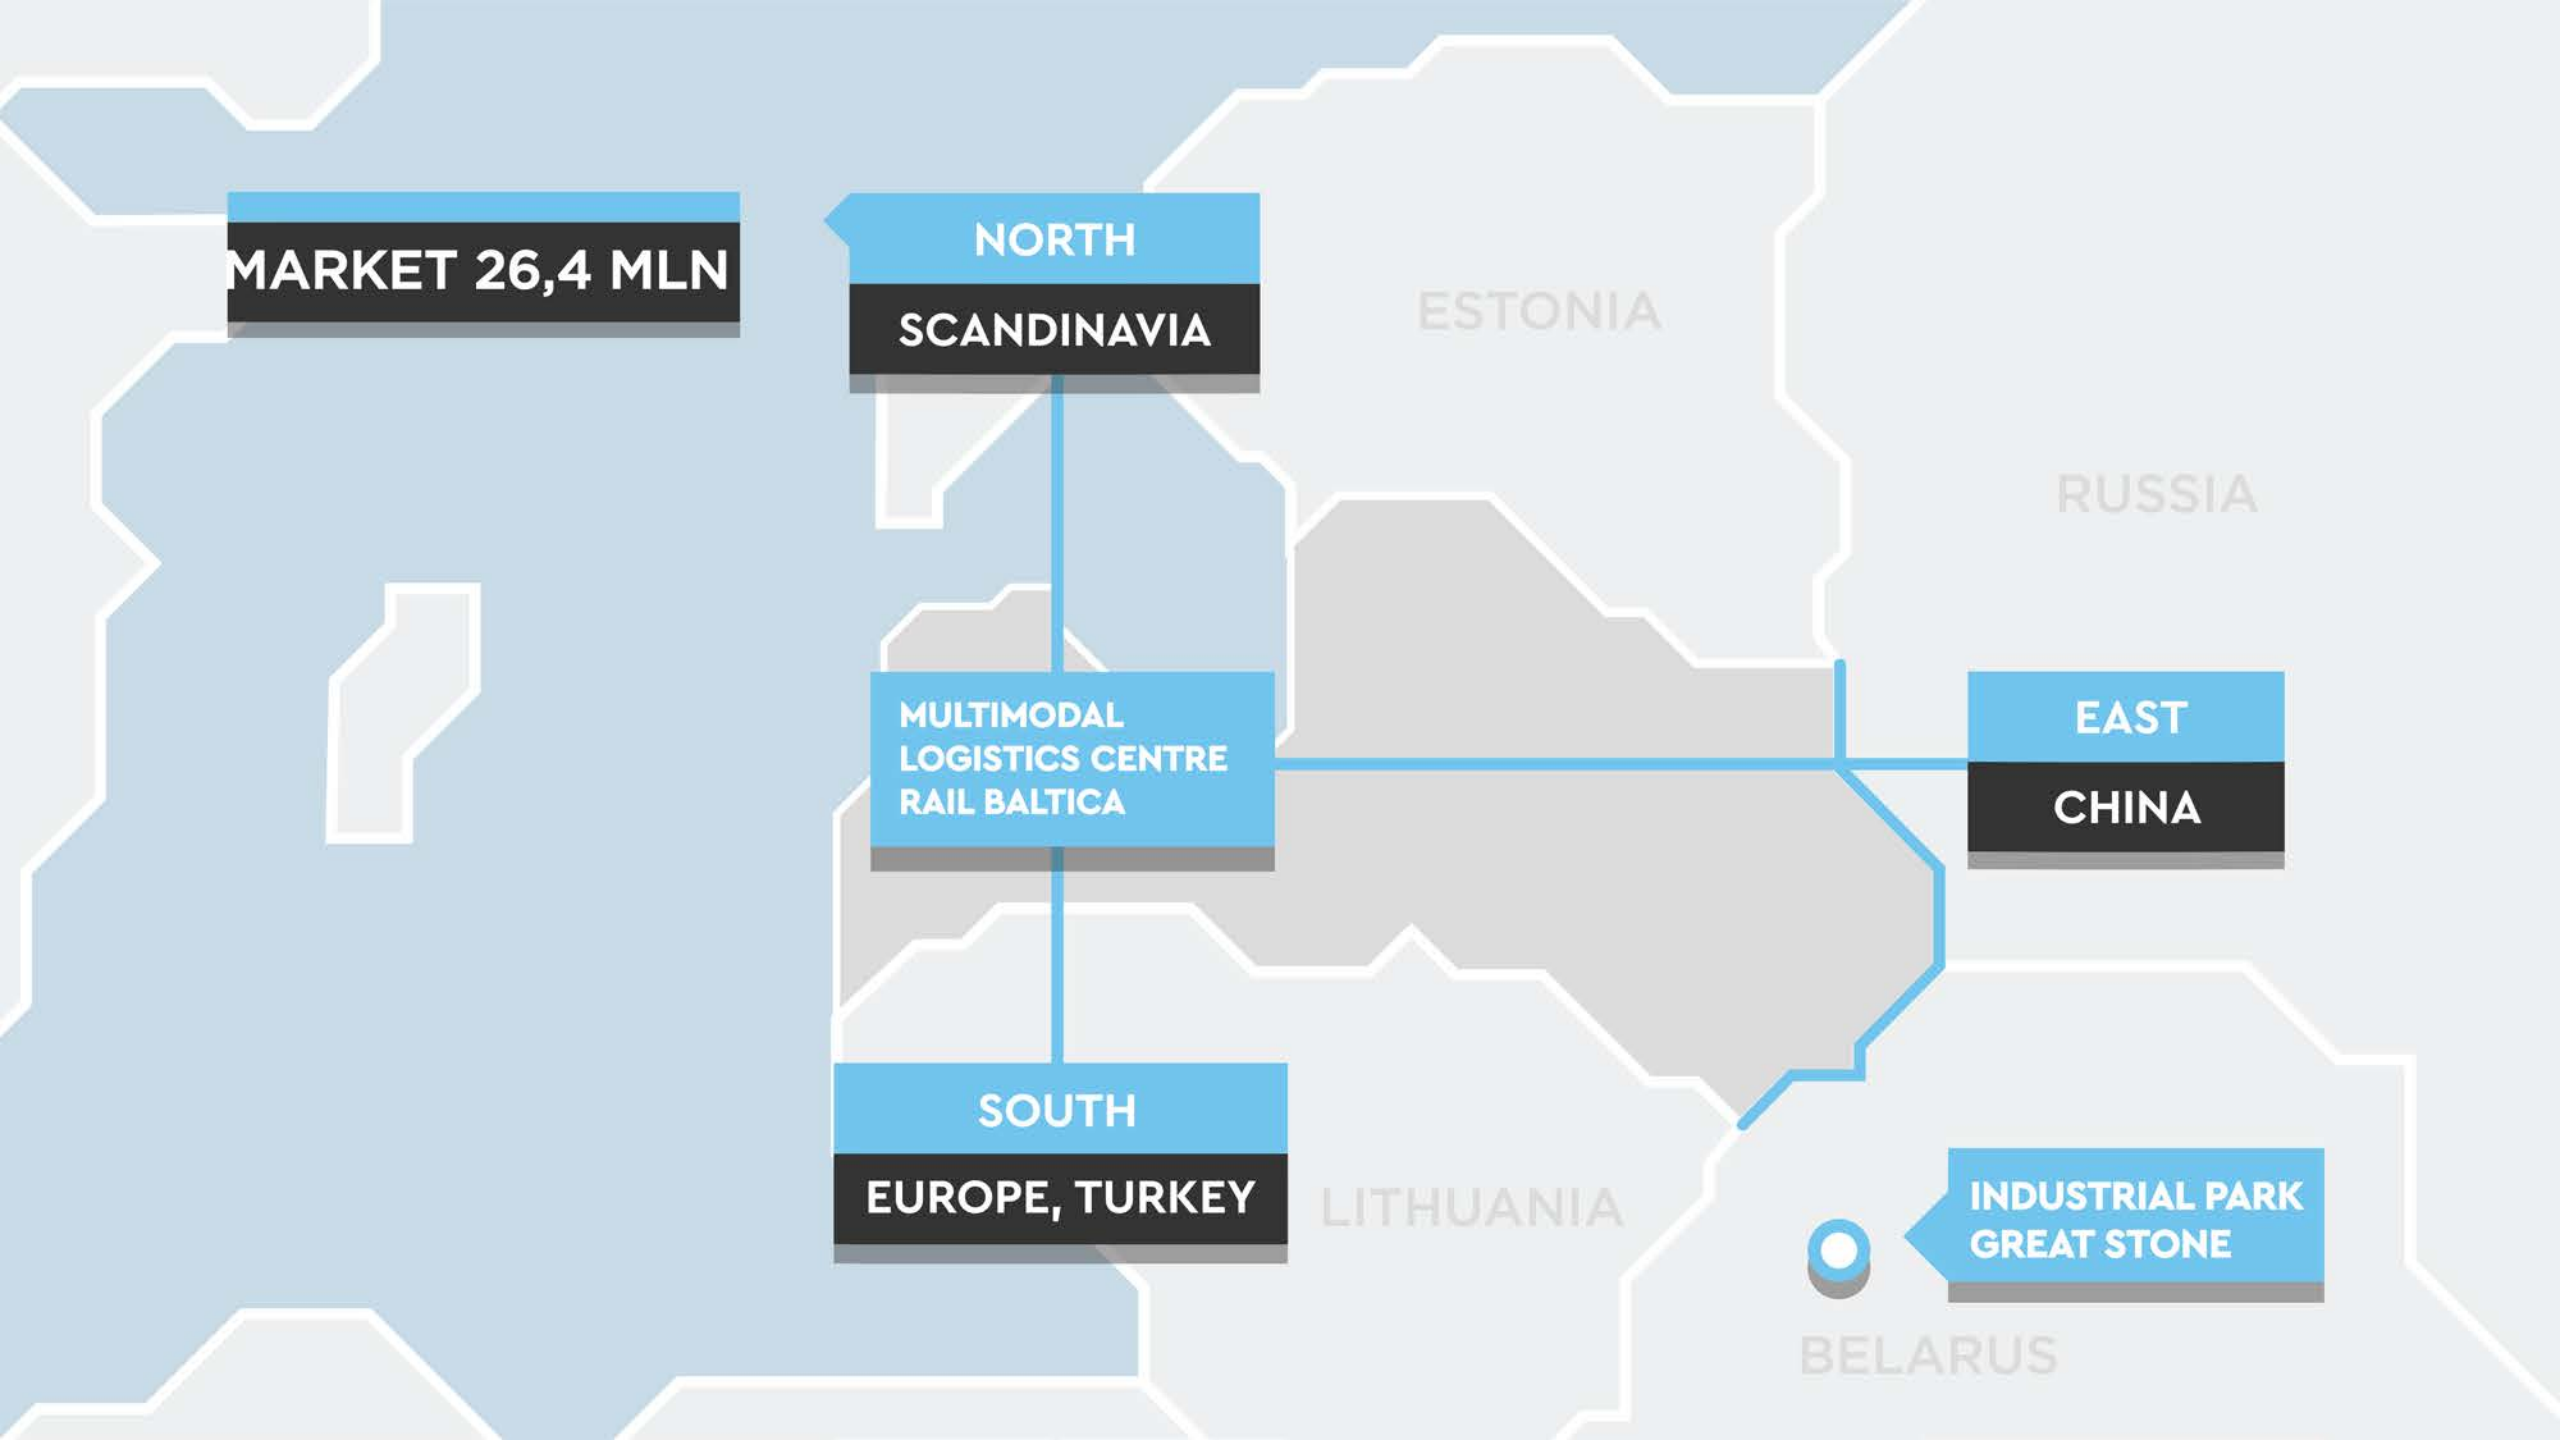 MARKET 26,4 MLN
NORTH
SCANDINAVIA
ESTONIA
RUSSIA
MULTIMODAL
LOGISTICS CENTRE
RAIL BALTICA
EAST
CHINA
SOUTH
EUROPE, TURKEY
LITHUANIA
INDUSTRIAL PARK
GREAT STONE
BELARUS